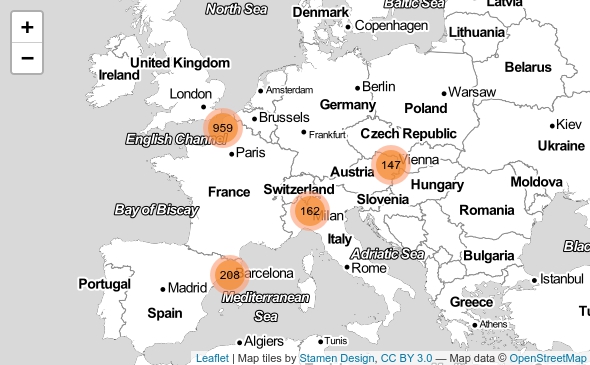 North Sea
Baltic Sea
Latvia
Denmark
Copenhagen
Lithuania
+
−
Ireland
United Kingdom
London
Amsterdam
Berlin
Warsaw
Belarus
Germany
Poland
Brussels
959
Frankfurt
Czech Republic
Kiev
Ukraine
English Channel
Paris
147
Vienna
Austria
France
Switzerland
Hungary
Moldova
Slovenia
162
Milan
Romania
Bay of Biscay
Italy
Adriatic Sea
Bulgaria
Blac
208
Barcelona
Rome
Istanbul
Portugal
Madrid
Spain
Mediterranean
Sea
Greece
Athens
Tu
Algiers
Tunis
Leaflet | Map tiles by Stamen Design, CC BY 3.0 — Map data © OpenStreetMap